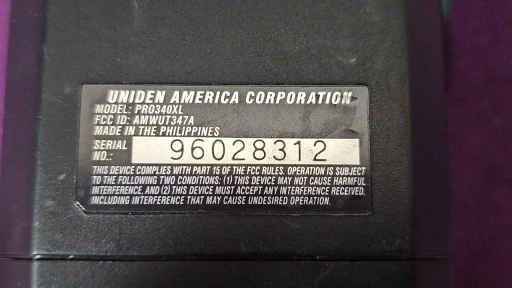 UNIDEN AMERICA CORPORATION
MODEL: PRO340XL
FCC ID: AMWUT347A
MADE IN THE PHILIPPINES
SERIAL NO.: 96028312
THIS DEVICE COMPLIES WITH PART 15 OF THE FCC RULES. OPERATION IS SUBJECT
TO THE FOLLOWING TWO CONDITIONS: (1) THIS DEVICE MAY NOT CAUSE HARMFUL
INTERFERENCE, AND (2) THIS DEVICE MUST ACCEPT ANY INTERFERENCE RECEIVED,
INCLUDING INTERFERENCE THAT MAY CAUSE UNDESIRED OPERATION.